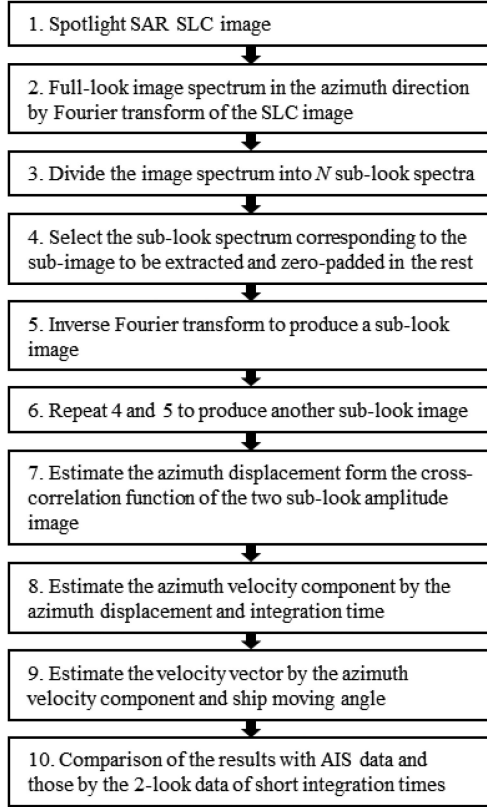 1. Spotlight SAR SLC image
2. Full-look image spectrum in the azimuth direction
by Fourier transform of the SLC image
3. Divide the image spectrum into N sub-look spectra
4. Select the sub-look spectrum corresponding to the
sub-image to be extracted and zero-padded in the rest
5. Inverse Fourier transform to produce a sub-look
image
6. Repeat 4 and 5 to produce another sub-look image
7. Estimate the azimuth displacement form the cross-
correlation function of the two sub-look amplitude
image
8. Estimate the azimuth velocity component by the
azimuth displacement and integration time
9. Estimate the velocity vector by the azimuth
velocity component and ship moving angle
10. Comparison of the results with AIS data and
those by the 2-look data of short integration times